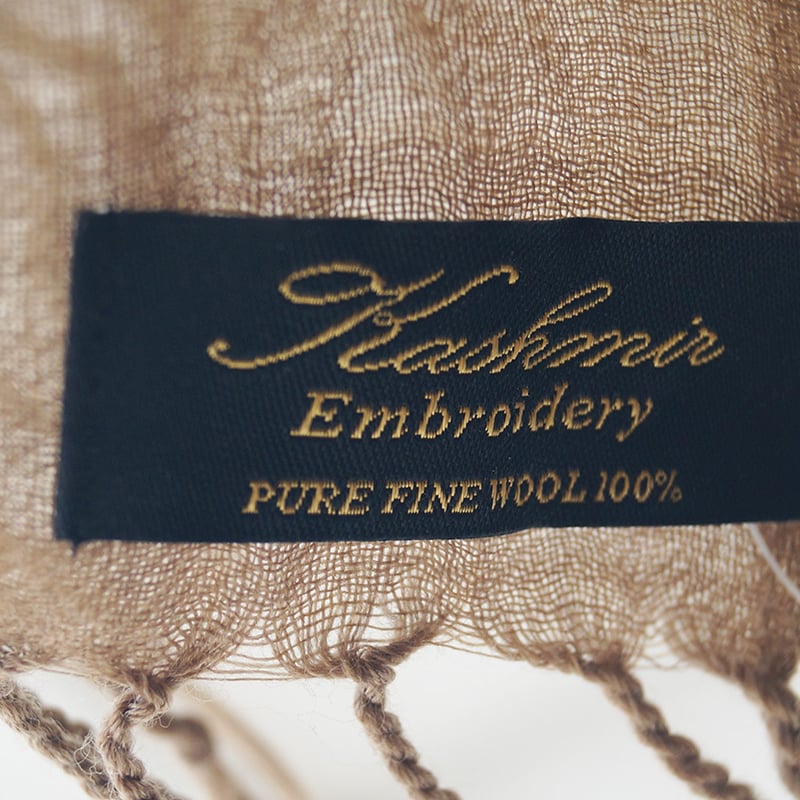 Kashmir
Embroidery
PURE FINE WOOL 100%